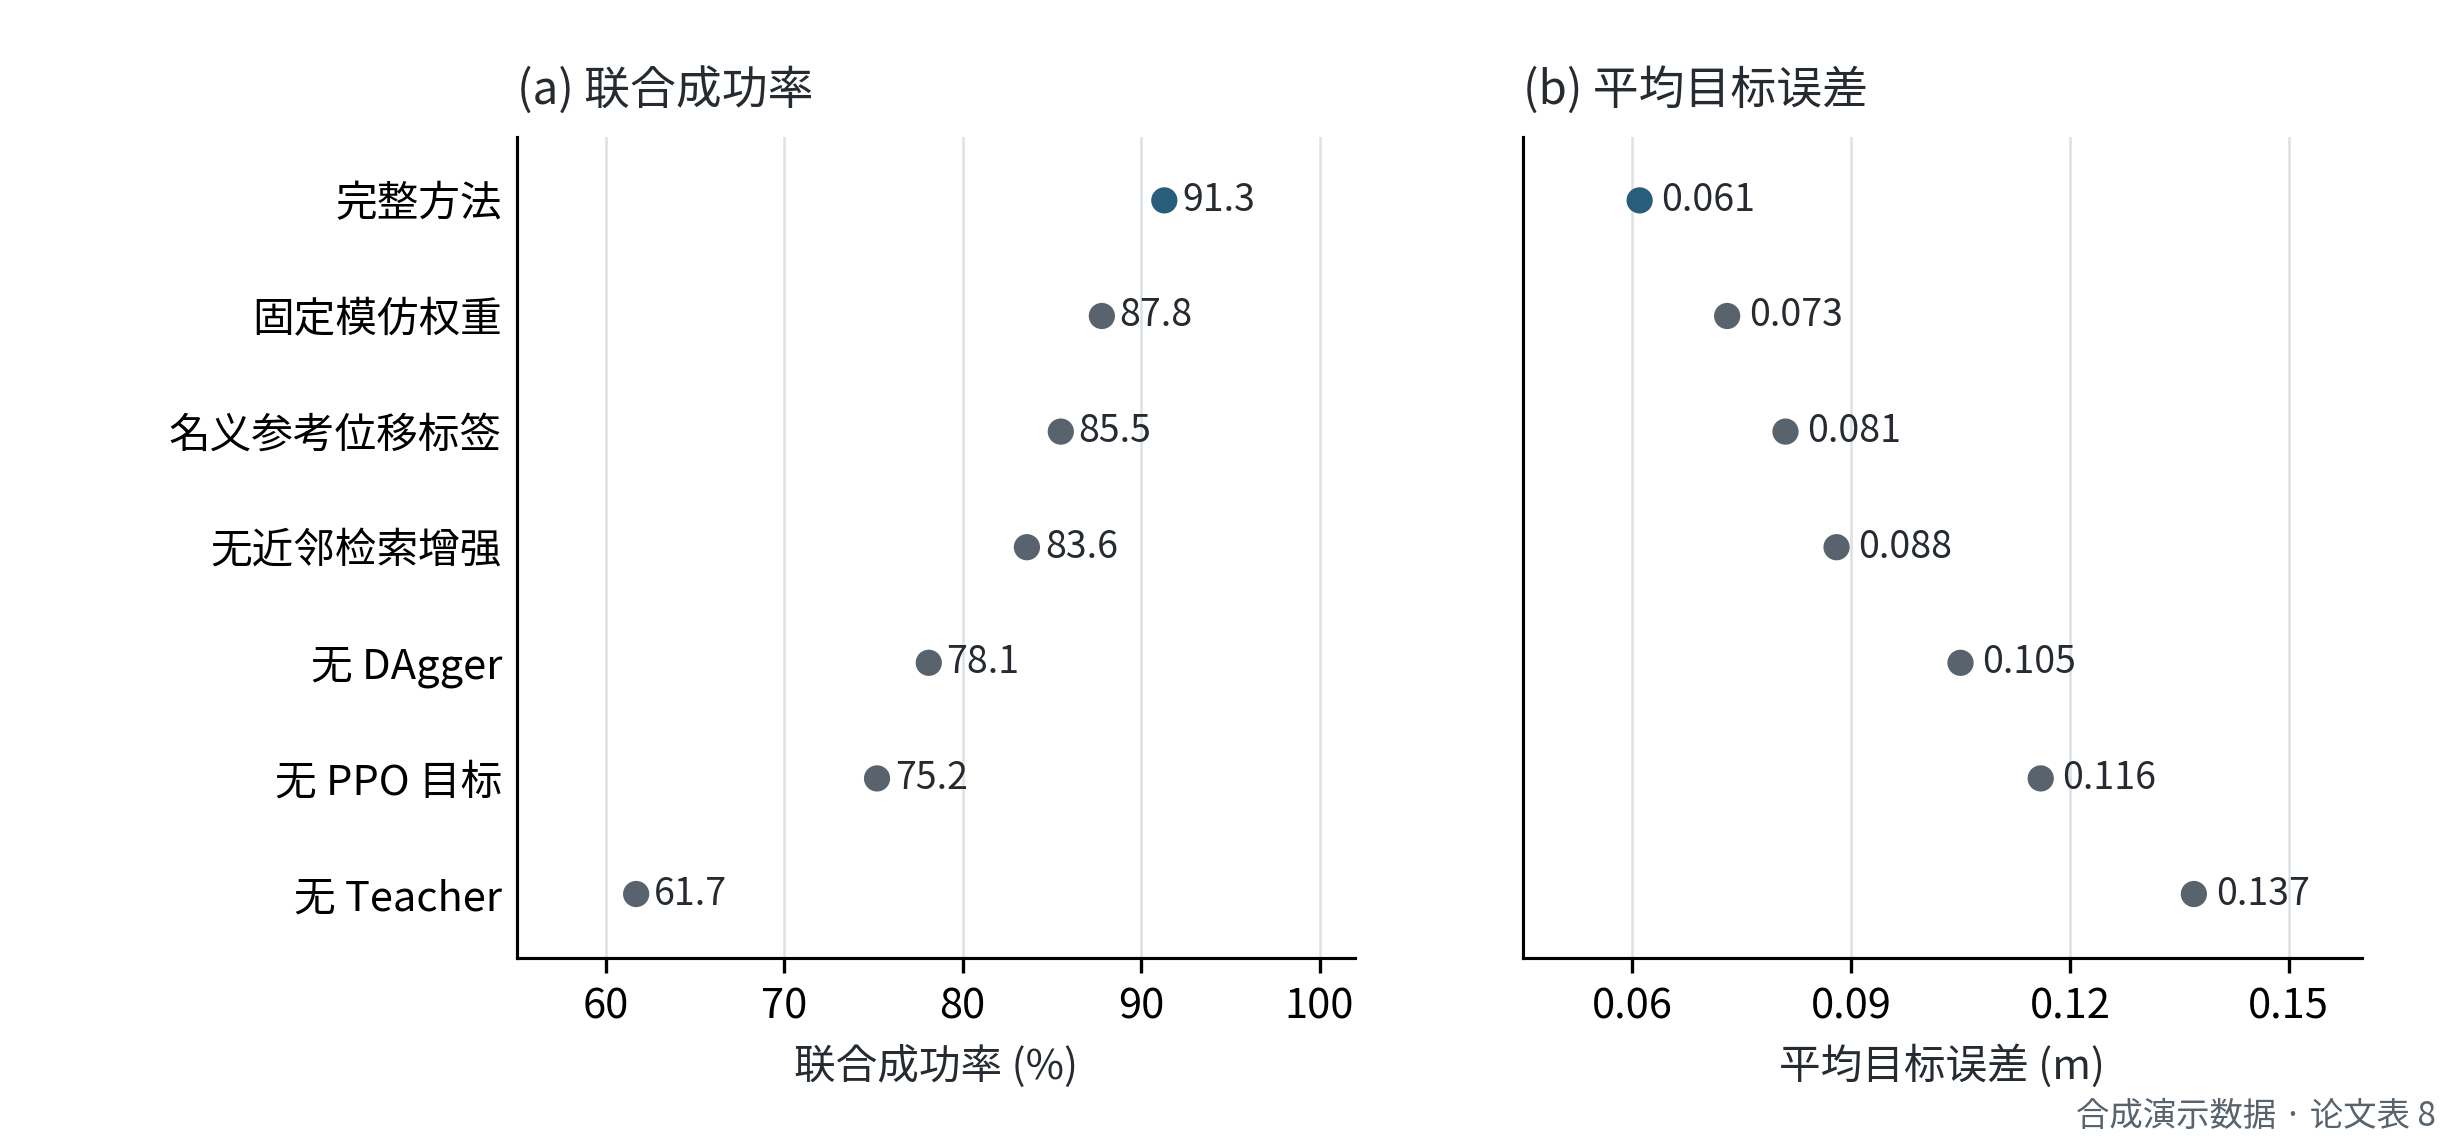 (a) 联合成功率
完整方法
91.3
固定模仿权重
87.8
名义参考位移标签
85.5
无近邻检索增强
83.6
无 DAgger
78.1
无 PPO 目标
75.2
无 Teacher
61.7
60 70 80 90 100
联合成功率 (%)
(b) 平均目标误差
0.061
0.073
0.081
0.088
0.105
0.116
0.137
0.06 0.09 0.12 0.15
平均目标误差 (m)
合成演示数据 · 论文表 8